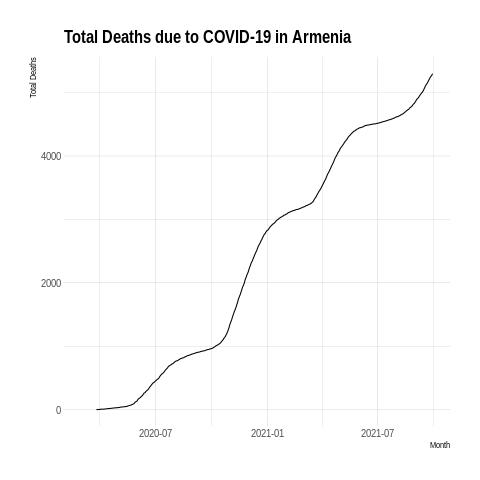 Total Deaths due to COVID-19 in Armenia
Total Deaths
4000
2000
0
2020-07
2021-01
2021-07
Month